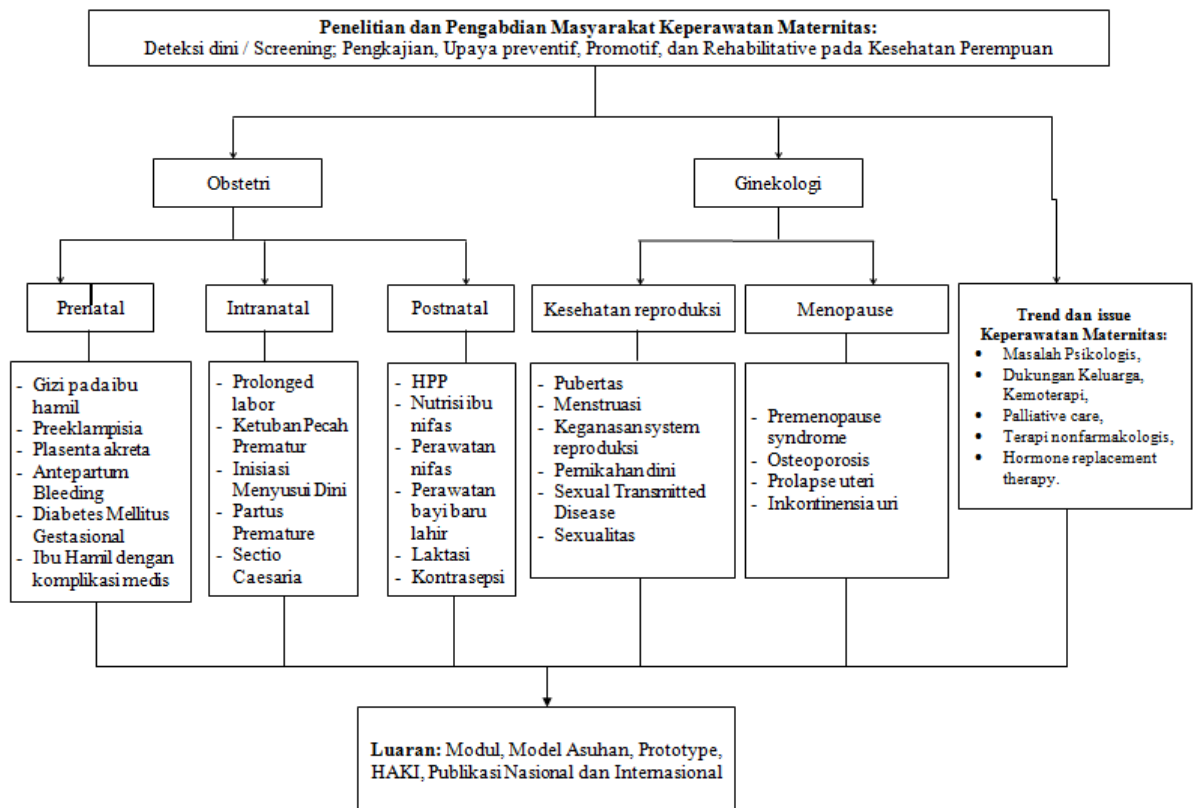 Penelitian dan Pengabdian Masyarakat Keperawatan Maternitas:
Deteksi dini / Screening; Pengkajian, Upaya preventif, Promotif, dan Rehabilitative pada Kesehatan Perempuan
Obstetri
Ginekologi
Prenatal
Intranatal
Postnatal
Kesehatan reproduksi
Menopause
- Gizi pada ibu
hamil
- Preeklampisia
- Plasenta akreta
- Antepartum
Bleeding
- Diabetes Mellitus
Gestasional
- Ibu Hamil dengan
komplikasi medis
- Prolonged
labor
- Ketuban Pecah
Prematur
- Inisiasi
Menyusui Dini
- Partus
Premature
- Sectio
Caesaria
- HPP
- Nutrisi ibu
nifas
- Perawatan
nifas
- Perawatan
bayi baru
lahir
- Laktasi
- Kontrasepsi
- Pubertas
- Menstruasi
- Keganasan system
reproduksi
- Pernikahan dini
- Sexual Transmitted
Disease
- Sexualitas
- Premenopause
syndrome
- Osteoporosis
- Prolapse uteri
- Inkontinensia uri
Trend dan issue
Keperawatan Maternitas:
• Masalah Psikologis,
• Dukungan Keluarga,
Kemoterapi,
• Palliative care,
• Terapi nonfarmakologis,
• Hormone replacement
therapy.
Luaran: Modul, Model Asuhan, Prototype,
HAKI, Publikasi Nasional dan Internasional